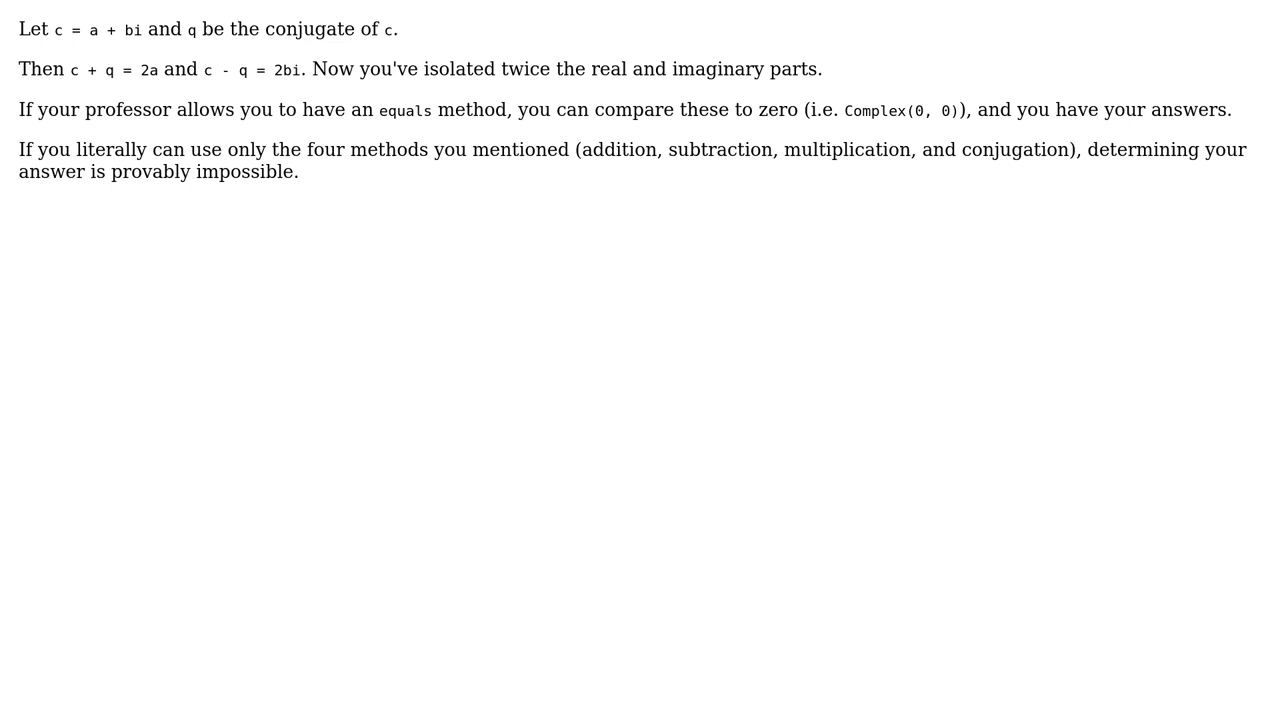 Let c = a + bi and q be the conjugate of c.
Then c + q = 2a and c - q = 2bi. Now you've isolated twice the real and imaginary parts.
If your professor allows you to have an equals method, you can compare these to zero (i.e. Complex(0, 0)), and you have your answers.
If you literally can use only the four methods you mentioned (addition, subtraction, multiplication, and conjugation), determining your
answer is provably impossible.